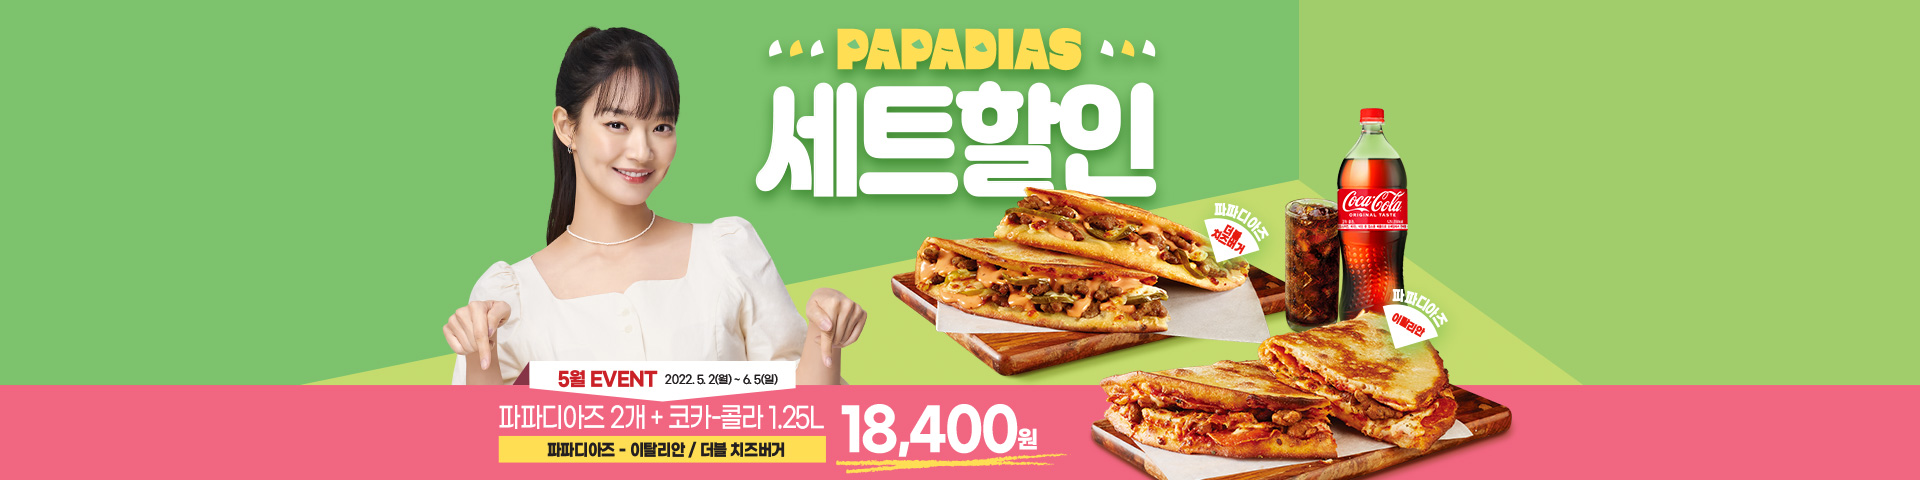 PAPADIAS
세트할인
파파디아즈
더블
치즈버거
Coca-Cola
ORIGINAL TASTE
파파디아즈
이탈리안
5월 EVENT 2022. 5. 2(월) ~ 6. 5(일)
파파디아즈 2개 + 코카-콜라 1.25L
파파디아즈 - 이탈리안 / 더블 치즈버거
18,400원